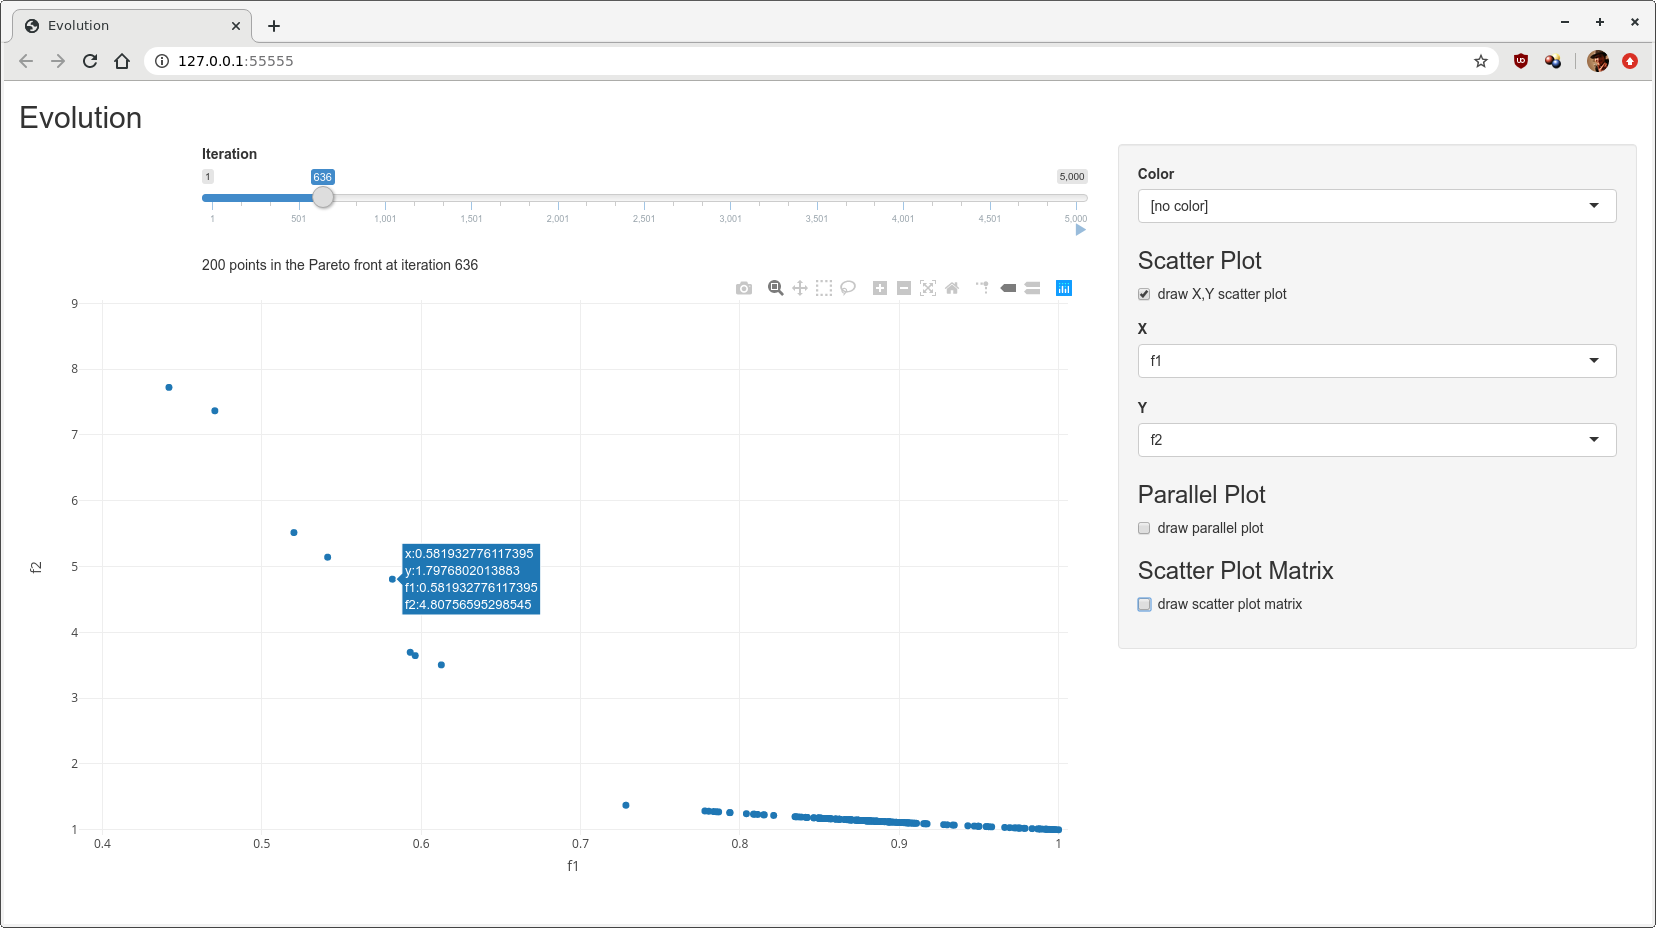 Evolution
127.0.0.1:55555
Evolution
Iteration
1 636 5,000
1 501 1,001 1,501 2,001 2,501 3,001 3,501 4,001 4,501 5,000
200 points in the Pareto front at iteration 636
9
8
7
6
5
4
3
2
1
f2
x:0.581932776117395
y:1.7976802013883
f1:0.581932776117395
f2:4.80756595298545
0.4 0.5 0.6 0.7 0.8 0.9 1
f1
Color
[no color]
Scatter Plot
draw X,Y scatter plot
X
f1
Y
f2
Parallel Plot
draw parallel plot
Scatter Plot Matrix
draw scatter plot matrix